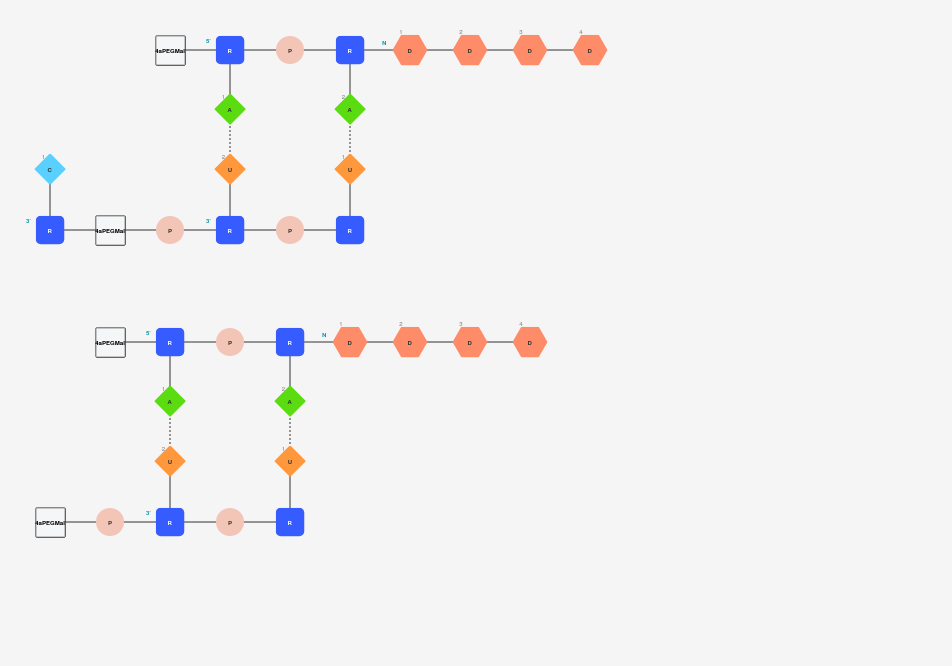 4aPEGMal 5' R P R N 1 D 2 D 3 D 4 D
1 A 2 A
1 C 2 U 1 U
3' R 4aPEGMal P 3' R P R
4aPEGMal 5' R P R N 1 D 2 D 3 D 4 D
1 A 2 A
2 U 1 U
4aPEGMal P 3' R P R